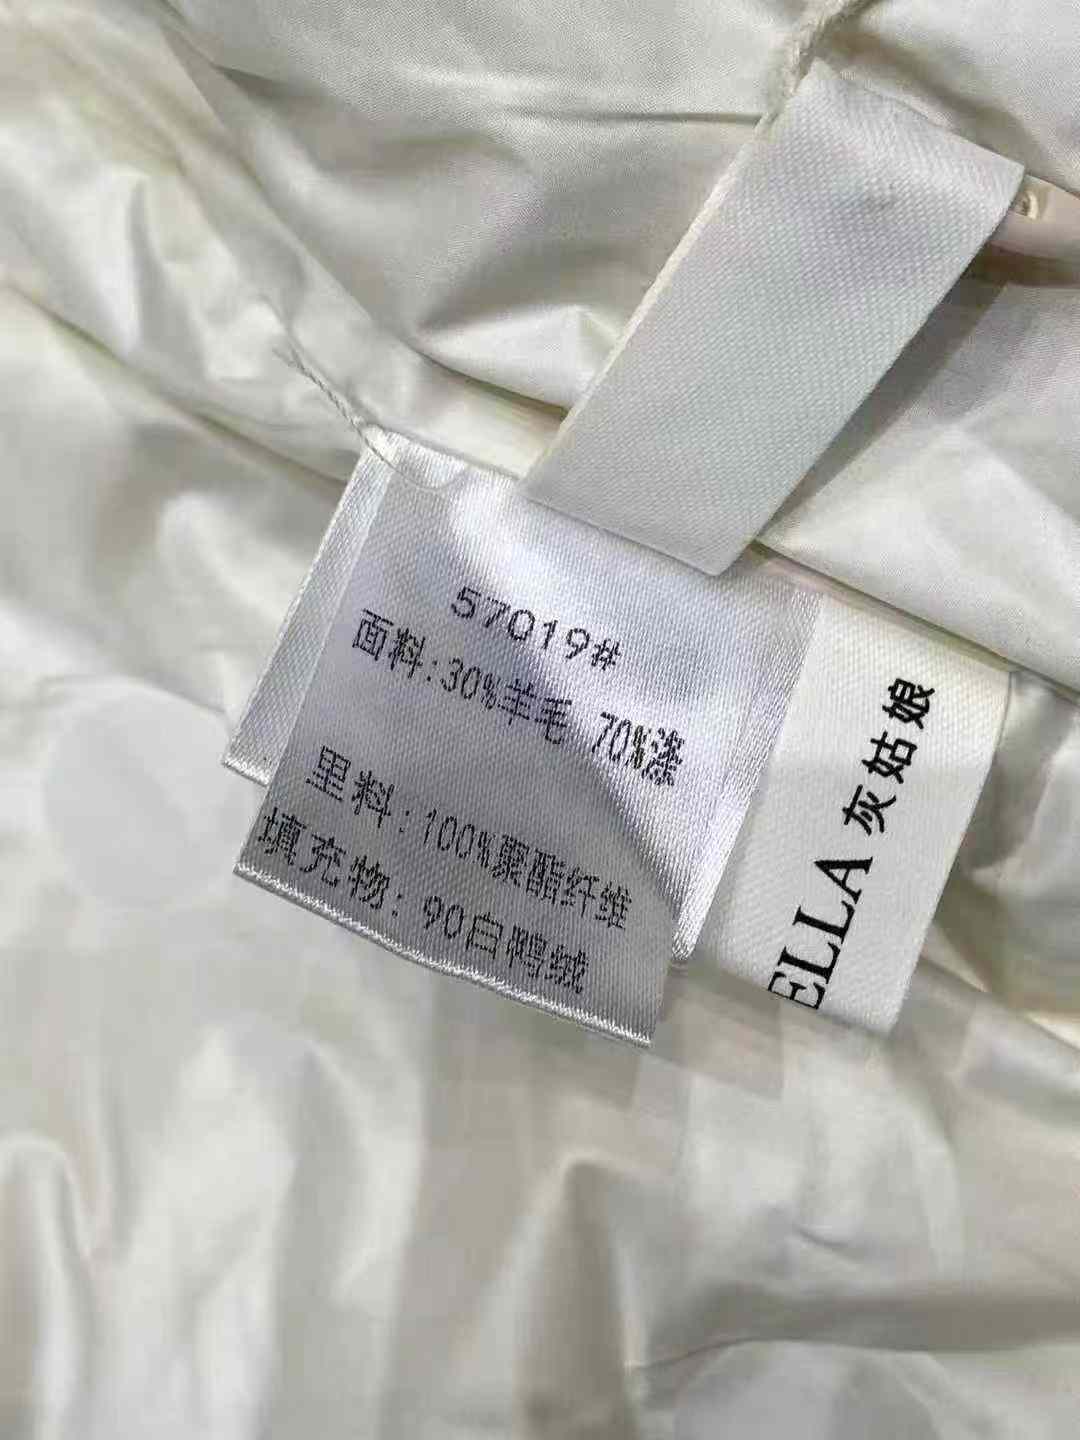 57019#
面料:30%羊毛 70%涤
里料:100%聚酯纤维
填充物:90白鸭绒
ELLA 灰姑娘